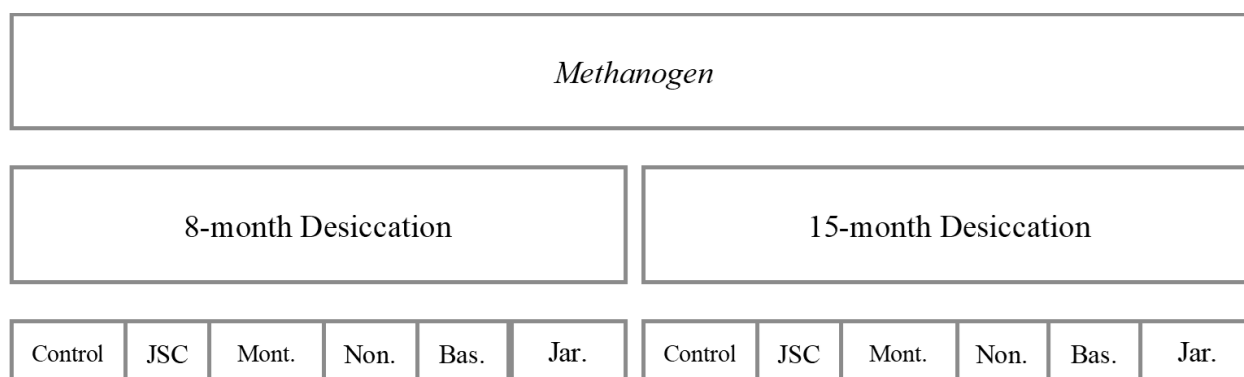 Methanogen
8-month Desiccation 15-month Desiccation
Control JSC Mont. Non. Bas. Jar. Control JSC Mont. Non. Bas. Jar.